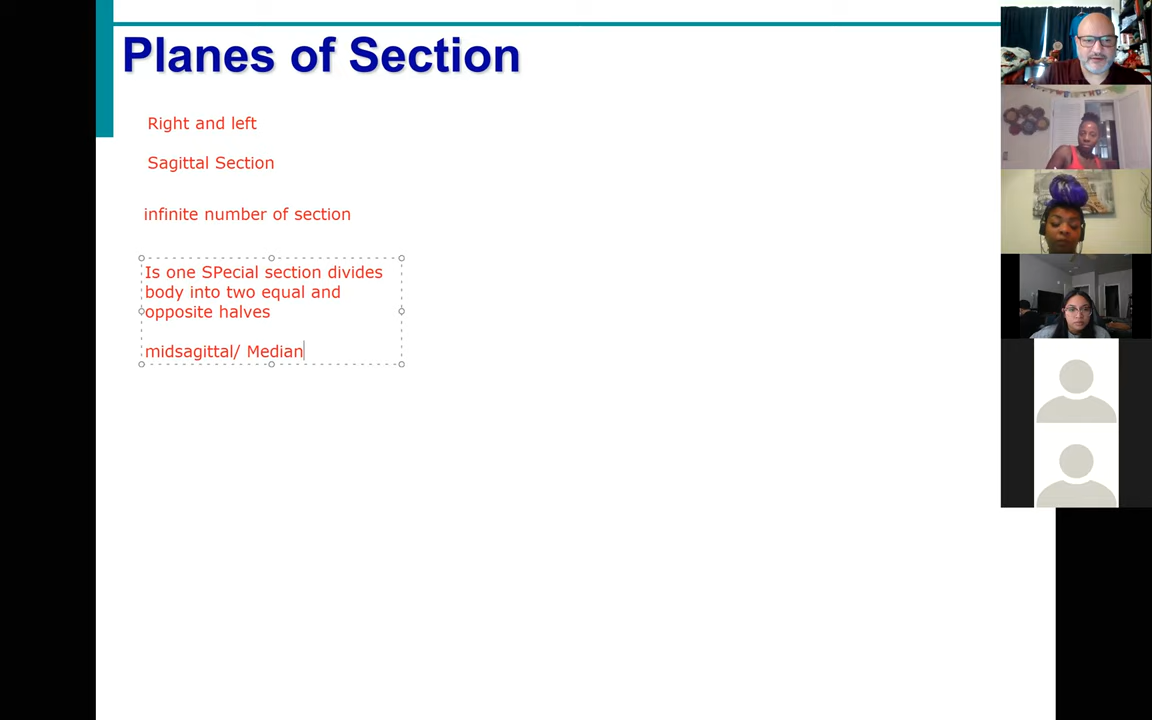 Planes of Section
Right and left
Sagittal Section
infinite number of section
Is one SPecial section divides
body into two equal and
opposite halves
midsagittal/ Median